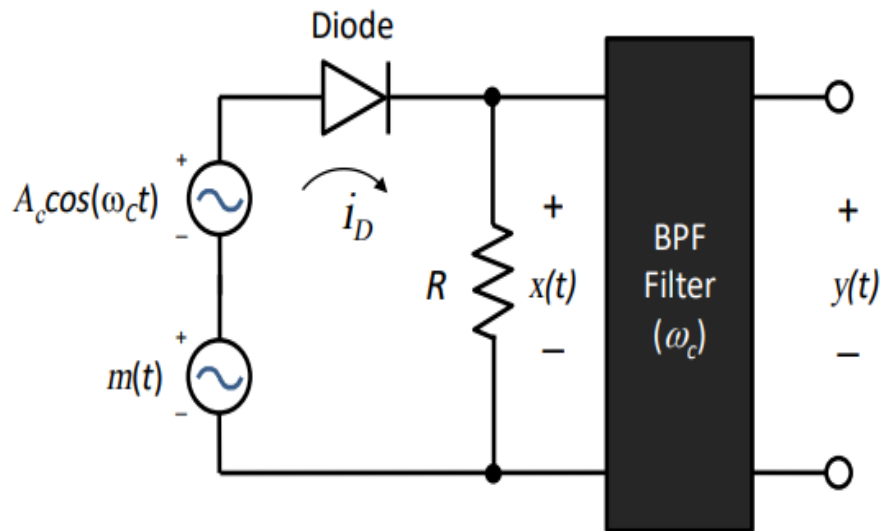 Diode
+
A_c cos(ω_C t)
−
i_D
+
m(t)
−
R
+
x(t)
−
BPF
Filter
(ω_c)
+
y(t)
−